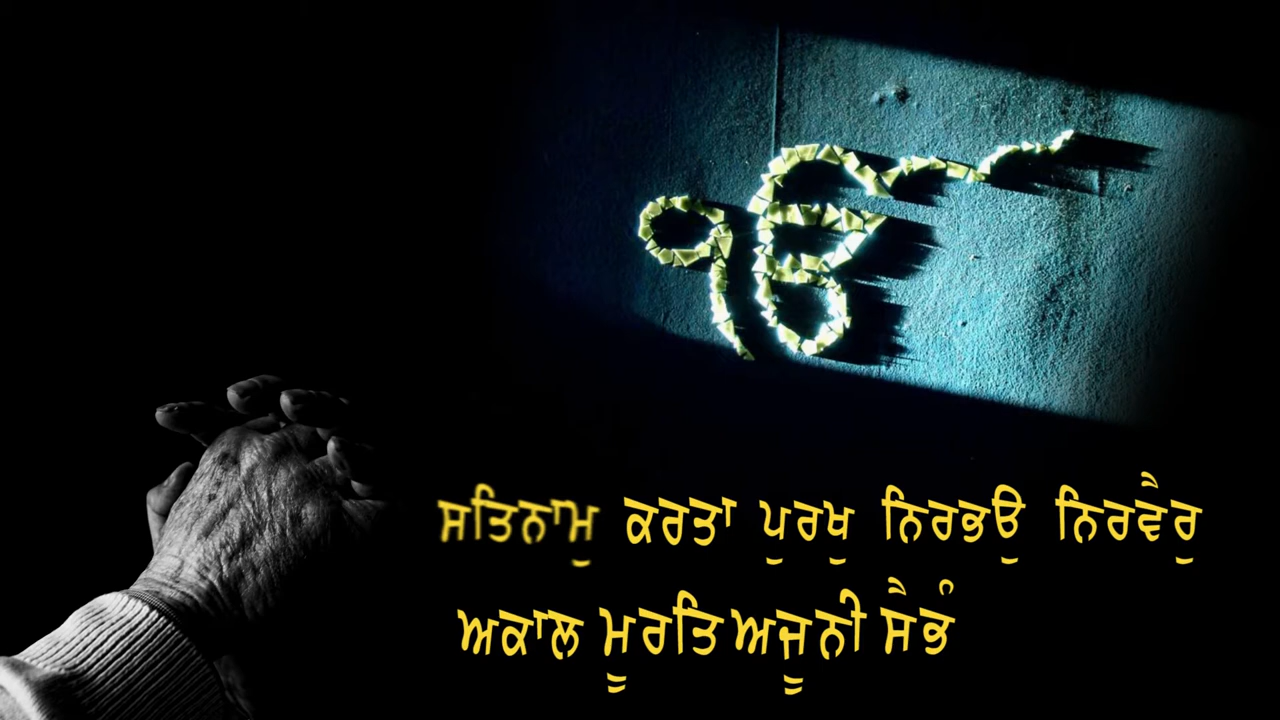 ੴ
ਸਤਿਨਾਮੁ ਕਰਤਾ ਪੁਰਖੁ ਨਿਰਭਉ ਨਿਰਵੈਰੁ
ਅਕਾਲ ਮੂਰਤਿ ਅਜੂਨੀ ਸੈਭੰ